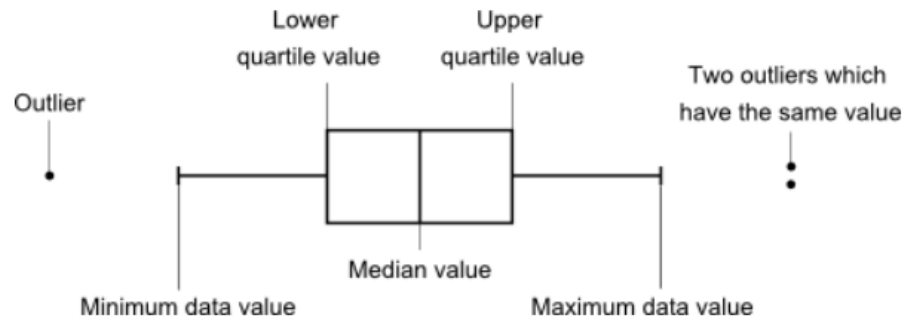 Lower
quartile value
Upper
quartile value
Two outliers which
have the same value
Outlier
Median value
Minimum data value
Maximum data value